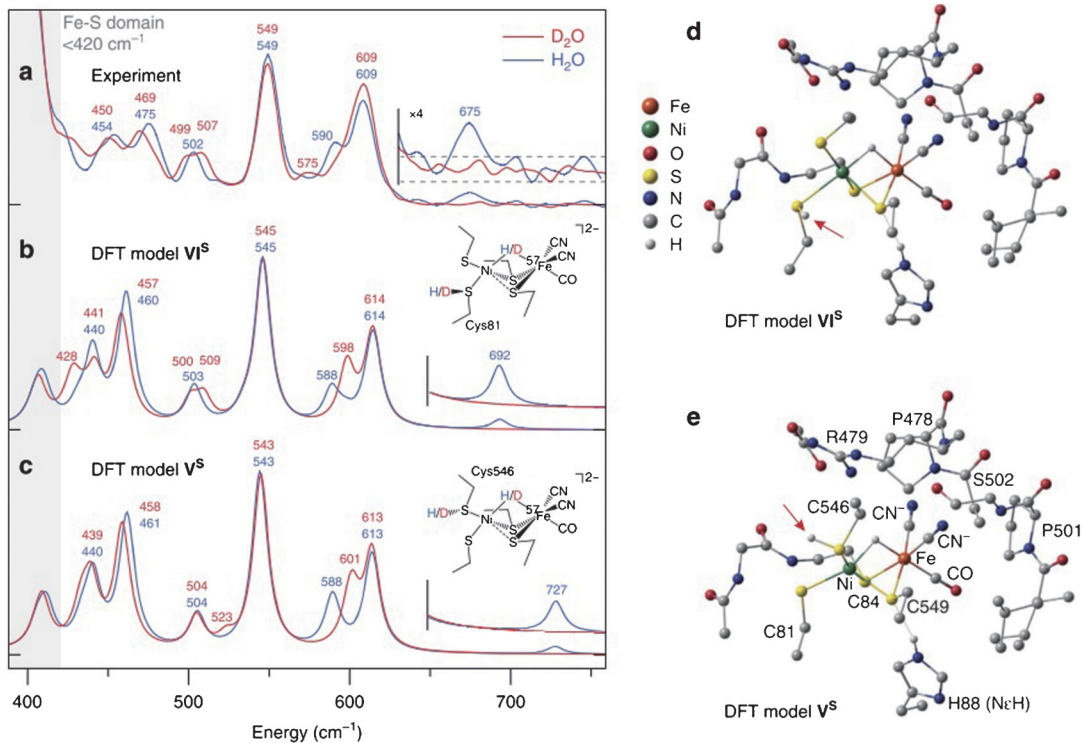 Fe-S domain
<420 cm⁻¹
a
Experiment
D₂O
H₂O
549
549
609
609
450
454
469
475
499
502
507
575
590
×4
675
b
DFT model VIˢ
545
545
457
460
441
440
428
500
503
509
588
598
614
614
692
H/D
57
Fe
CN
CN
CO
2−
S
Ni
S
S
H/D
S
Cys81
c
DFT model Vˢ
543
543
458
461
439
440
504
504
523
588
601
613
613
727
Cys546
H/D
57
Fe
CN
CN
CO
2−
H/D
S
Ni
S
S
S
400
500
600
700
Energy (cm⁻¹)
d
Fe
Ni
O
S
N
C
H
DFT model VIˢ
e
P478
R479
S502
C546
CN⁻
P501
CN⁻
Fe
Ni
CO
C84
C549
C81
H88 (NεH)
DFT model Vˢ